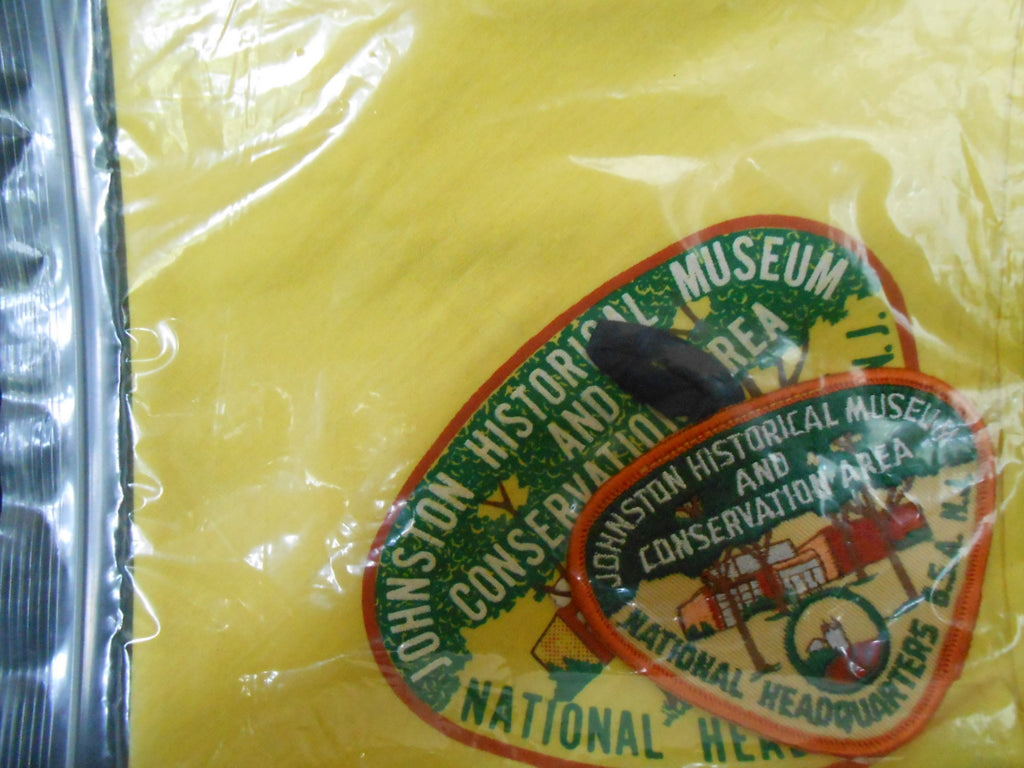 JOHNSTON HISTORICAL MUSEUM
AND
CONSERVATION AREA
N.J.
NATIONAL
JOHNSTON HISTORICAL MUSEUM
AND
CONSERVATION AREA
NATIONAL HEADQUARTERS B.S.A. N.J.